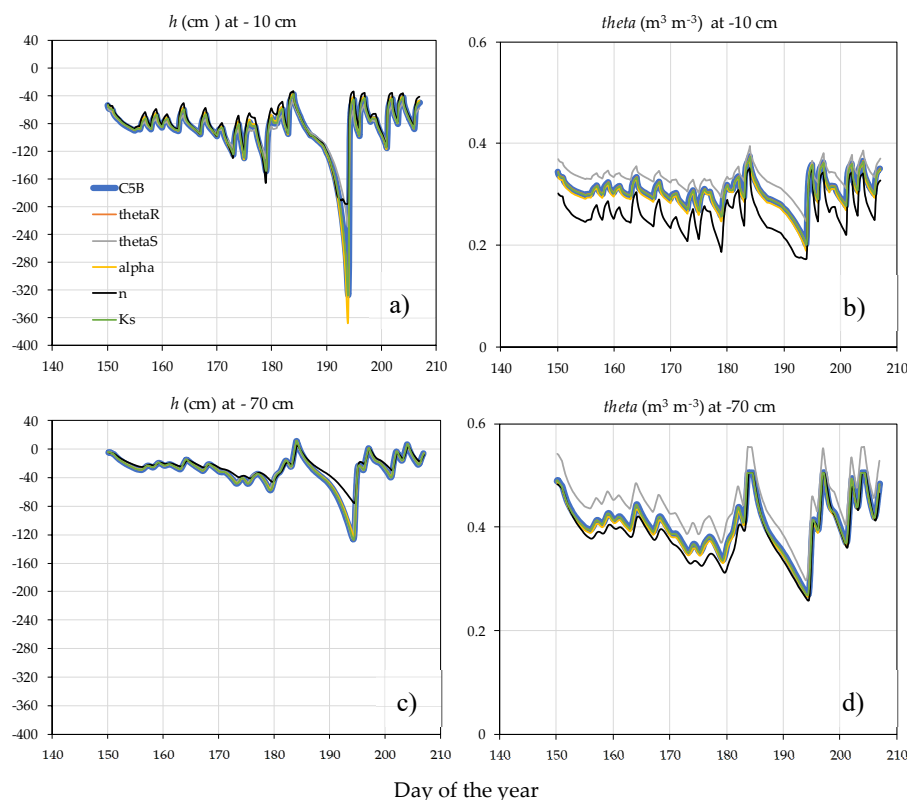 h (cm ) at - 10 cm
40
0
-40
-80
-120
-160
-200
-240
-280
-320
-360
-400
140 150 160 170 180 190 200 210
C5B
thetaR
thetaS
alpha
n
Ks
a)
theta (m³ m⁻³) at -10 cm
0.6
0.4
0.2
0
140 150 160 170 180 190 200 210
b)
h (cm) at - 70 cm
40
0
-40
-80
-120
-160
-200
-240
-280
-320
-360
-400
140 150 160 170 180 190 200 210
c)
theta (m³ m⁻³) at -70 cm
0.6
0.4
0.2
0
140 150 160 170 180 190 200 210
d)
Day of the year